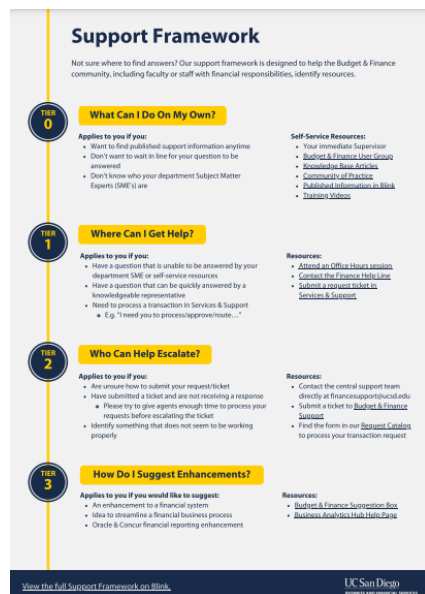 Support Framework
Not sure where to find answers? Our support framework is designed to help the Budget & Finance
community, including faculty or staff with financial responsibilities, identify resources.
TIER
0
What Can I Do On My Own?
Applies to you if you:
• Want to find published support information anytime
• Don't want to wait in line for your question to be
answered
• Don't know who your department Subject Matter
Experts (SME's) are
Self-Service Resources:
• Your immediate Supervisor
• Budget & Finance User Group
• Knowledge Base Articles
• Community of Practice
• Published Information in Blink
• Training Videos
TIER
1
Where Can I Get Help?
Applies to you if you:
• Have a question that is unable to be answered by your
department SME or self-service resources
• Have a question that can be quickly answered by a
knowledgeable representative
• Need to process a transaction in Services & Support
E.g. "I need you to process/approve/route..."
Resources:
• Attend an Office Hours session
• Contact the Finance Help Line
• Submit a request ticket in
Services & Support
TIER
2
Who Can Help Escalate?
Applies to you if you:
• Are unsure how to submit your request/ticket
• Have submitted a ticket and are not receiving a response
Please try to give agents enough time to process your
requests before escalating the ticket
• Identify something that does not seem to be working
properly
Resources:
• Contact the central support team
directly at financesupport@ucsd.edu
• Submit a ticket to Budget & Finance
Support
• Find the form in our Request Catalog
to process your transaction request
TIER
3
How Do I Suggest Enhancements?
Applies to you if you would like to suggest:
• An enhancement to a financial system
• Idea to streamline a financial business process
• Oracle & Concur financial reporting enhancement
Resources:
• Budget & Finance Suggestion Box
• Business Analytics Hub Help Page
View the full Support Framework on Blink.
UC San Diego
BUSINESS AND FINANCIAL SERVICES